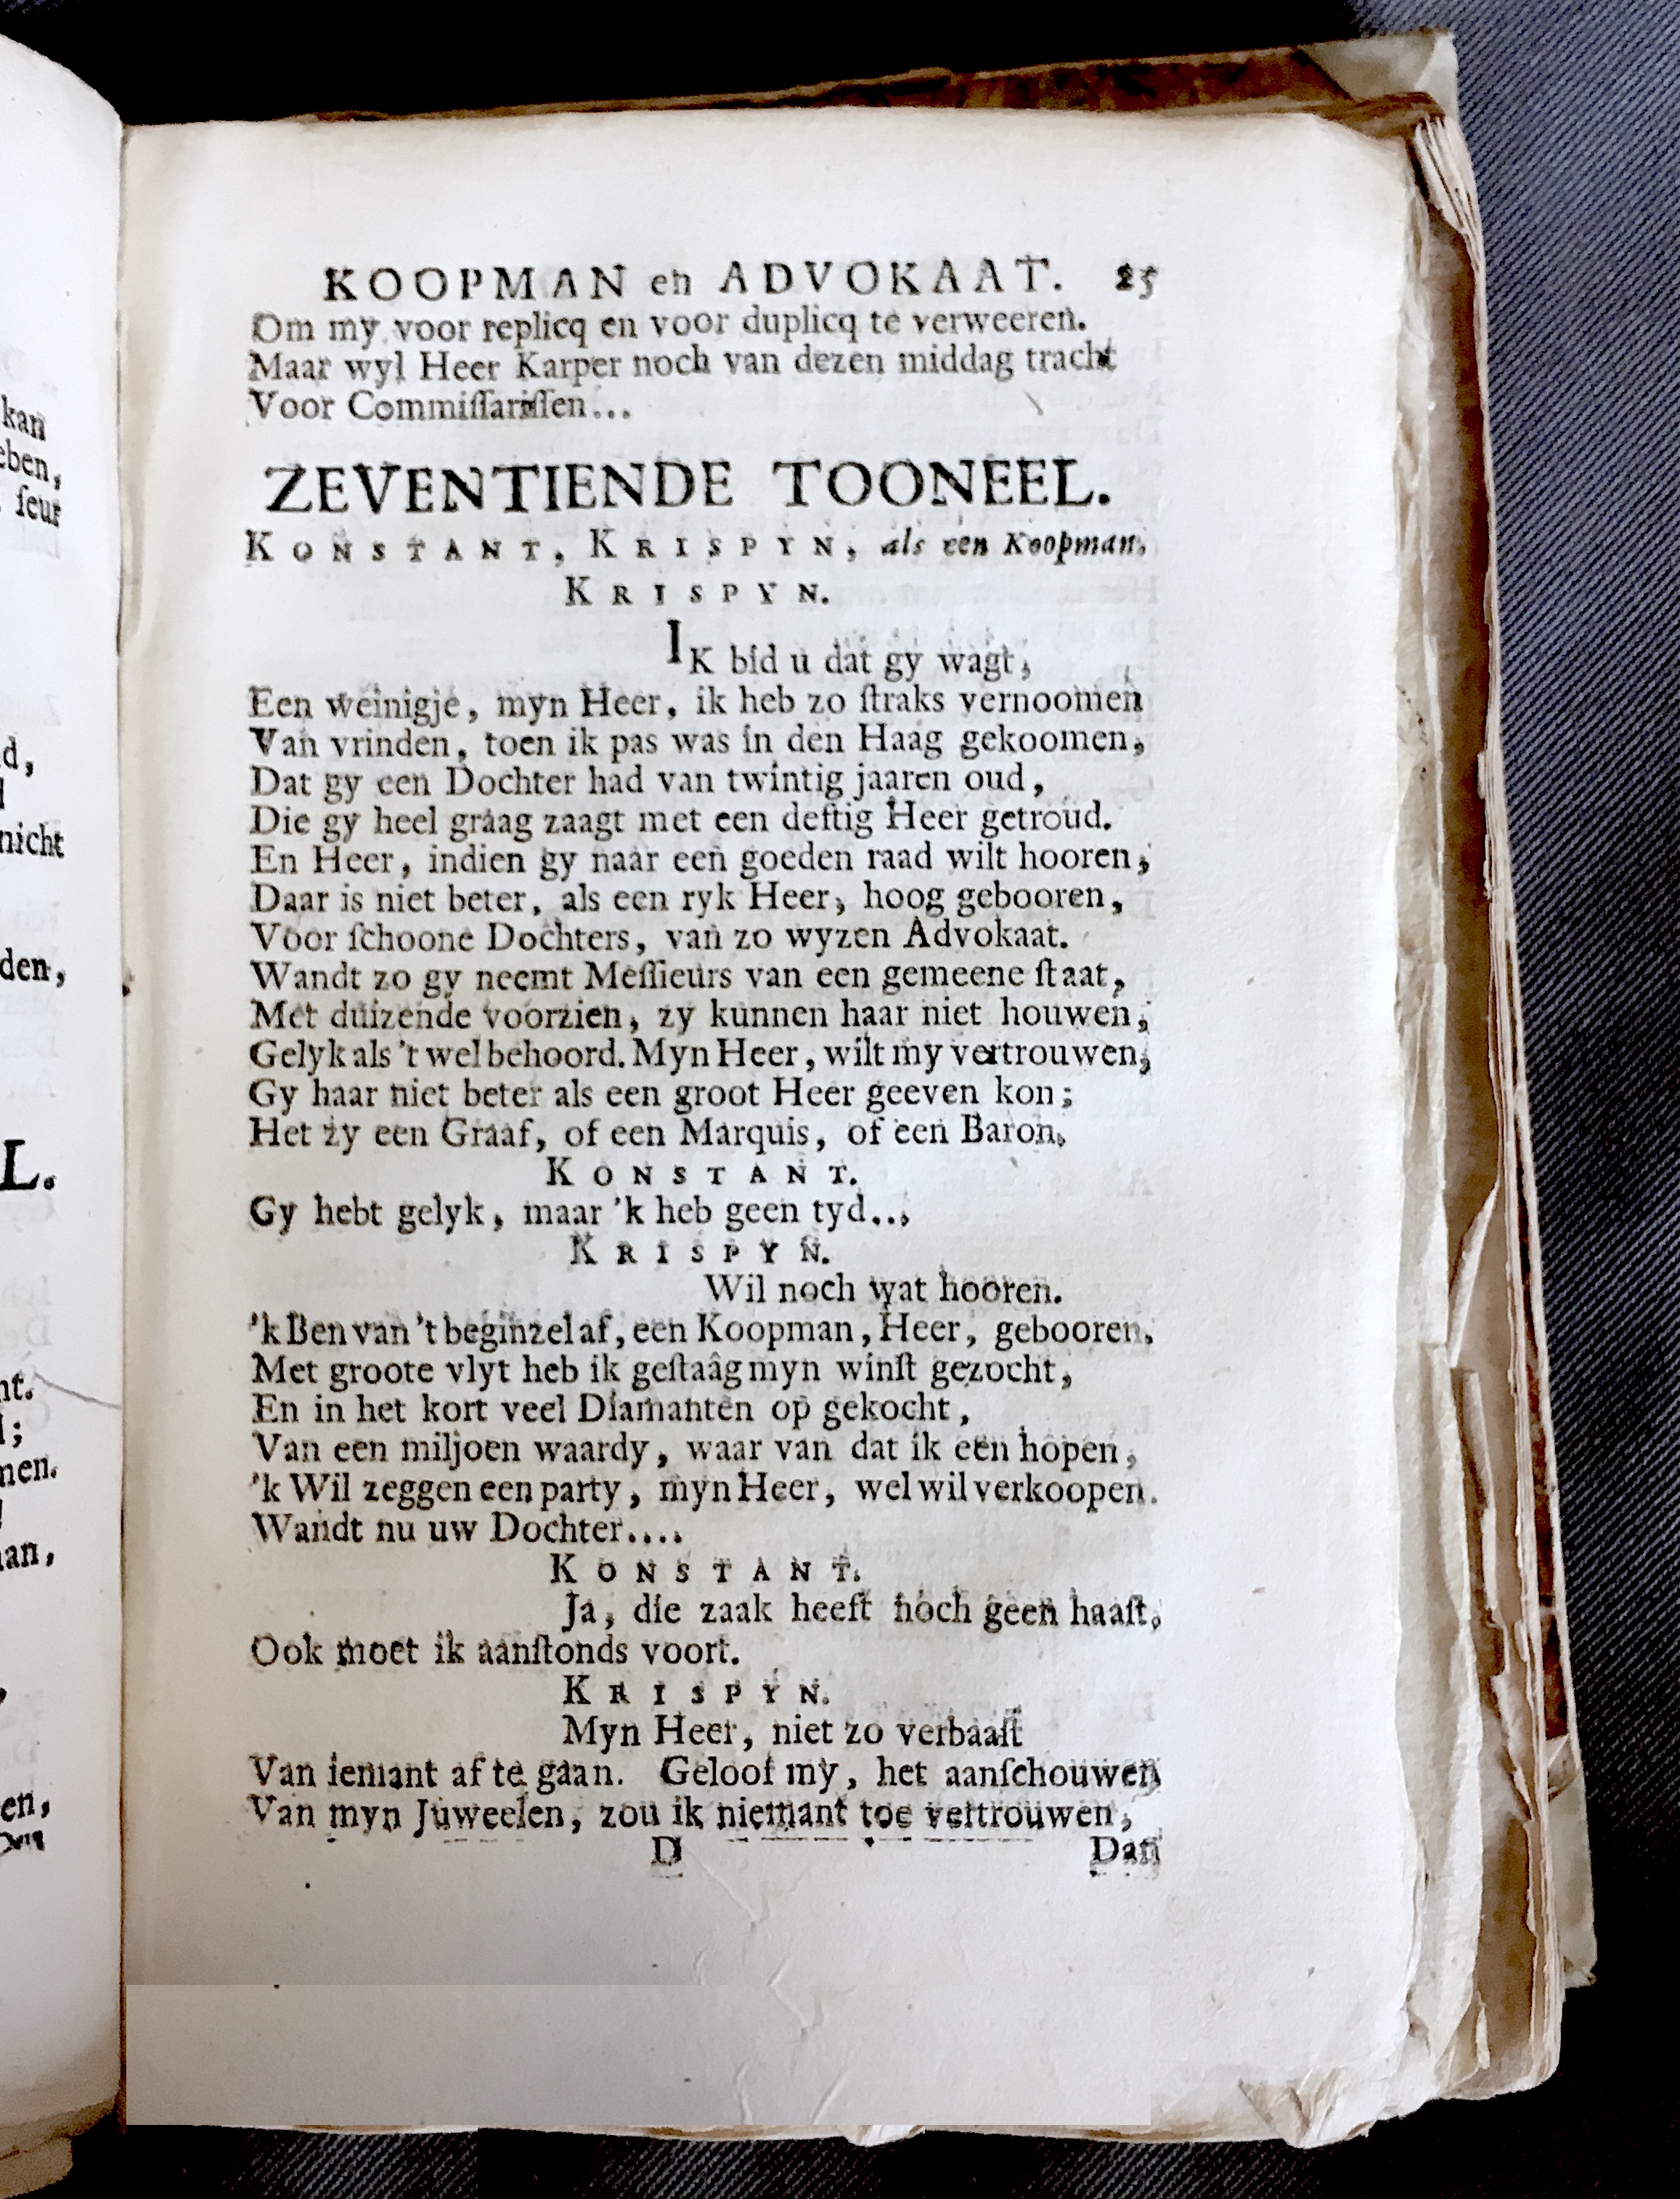 KOOPMAN en ADVOKAAT. 25
Om my voor replicq en voor duplicq te verweeren.
Maar wyl Heer Karper noch van dezen middag tracht
Voor Commiſſariſſen...
ZEVENTIENDE TOONEEL.
KONSTANT, KRISPYN, als een Koopman.
KRISPYN.
IK bid u dat gy wagt,
Een weinigje, myn Heer, ik heb zo ſtraks vernoomen
Van vrinden, toen ik pas was in den Haag gekoomen,
Dat gy een Dochter had van twintig jaaren oud,
Die gy heel graag zaagt met een deftig Heer getroud.
En Heer, indien gy naar een goeden raad wilt hooren,
Daar is niet beter, als een ryk Heer, hoog gebooren,
Voor ſchoone Dochters, van zo wyzen Advokaat.
Wandt zo gy neemt Meſſieurs van een gemeene ſtaat,
Met duizende voorzien, zy kunnen haar niet houwen,
Gelyk als 't wel behoord. Myn Heer, wilt my vertrouwen,
Gy haar niet beter als een groot Heer geeven kon;
Het zy een Graaf, of een Marquis, of een Baron.
KONSTANT.
Gy hebt gelyk, maar 'k heb geen tyd...
KRISPYN.
Wil noch wat hooren.
'k Ben van 't beginzel af, een Koopman, Heer, gebooren.
Met groote vlyt heb ik geſtaâg myn winſt gezocht,
En in het kort veel Diamanten op gekocht,
Van een miljoen waardy, waar van dat ik een hopen,
'k Wil zeggen een party, myn Heer, wel wil verkoopen.
Wandt nu uw Dochter....
KONSTANT.
Ja, die zaak heeft noch geen haaſt.
Ook moet ik aanſtonds voort.
KRISPYN.
Myn Heer, niet zo verbaaſt
Van iemant af te gaan. Geloof my, het aanſchouwen
Van myn Juweelen, zou ik niemant toe vertrouwen,
D Dan
kan
eben,
ſeur
d,
nicht
den,
L.
nt.
l;
men.
aan,
en,